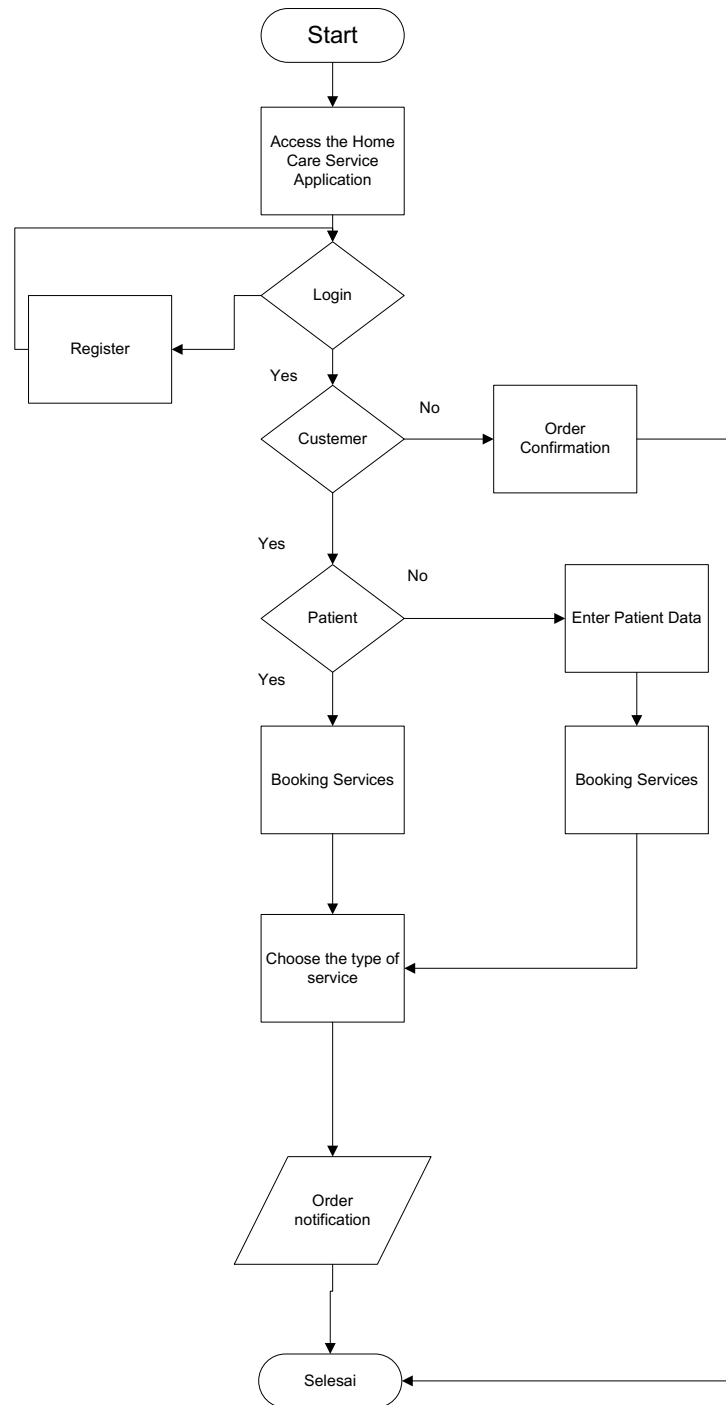 Start
Access the Home
Care Service
Application
Login
Register
Yes
No
Custemer
Order
Confirmation
Yes
No
Patient
Enter Patient Data
Yes
Booking Services
Booking Services
Choose the type of
service
Order
notification
Selesai